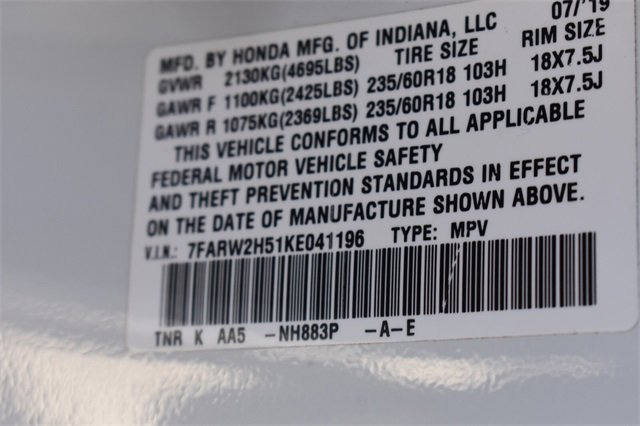 MFD. BY HONDA MFG. OF INDIANA, LLC 07/'19
GVWR 2130KG(4695LBS) TIRE SIZE RIM SIZE
GAWR F 1100KG(2425LBS) 235/60R18 103H 18X7.5J
GAWR R 1075KG(2369LBS) 235/60R18 103H 18X7.5J
THIS VEHICLE CONFORMS TO ALL APPLICABLE
FEDERAL MOTOR VEHICLE SAFETY
AND THEFT PREVENTION STANDARDS IN EFFECT
ON THE DATE OF MANUFACTURE SHOWN ABOVE.
V.I.N.: 7FARW2H51KE041196 TYPE: MPV
TNR K AA5 -NH883P -A-E